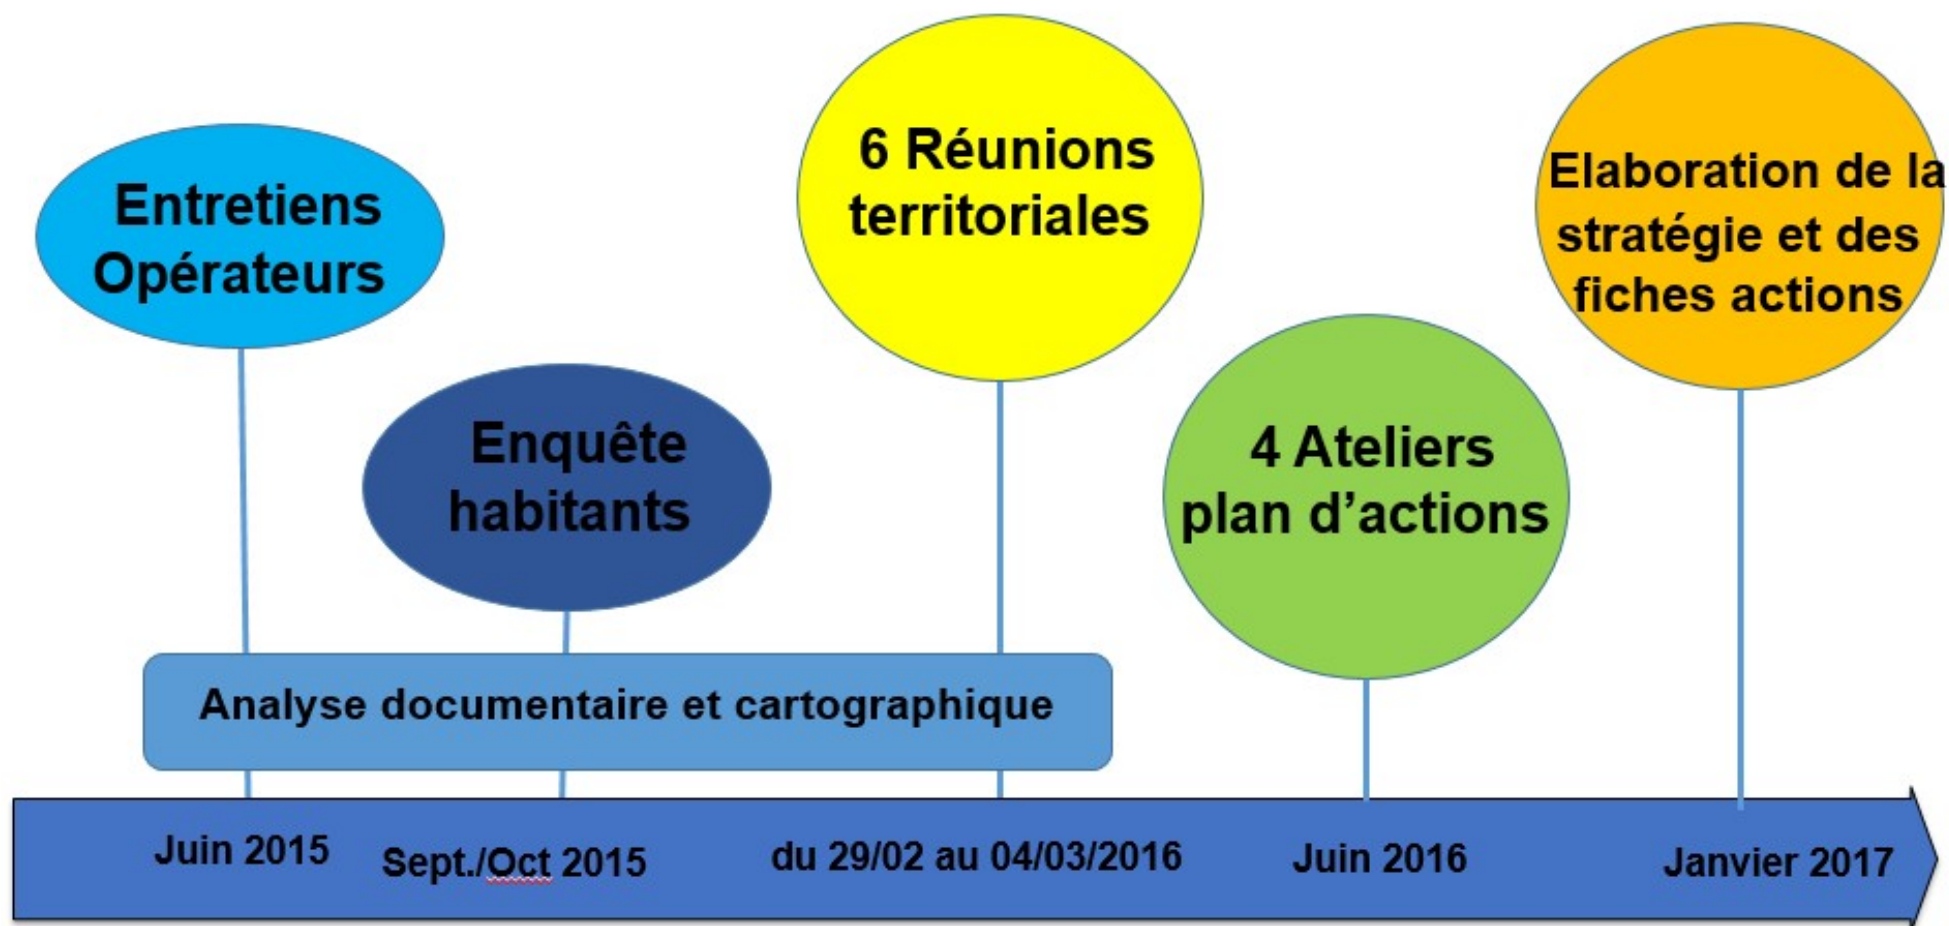 Entretiens
Opérateurs
Enquête
habitants
6 Réunions
territoriales
4 Ateliers
plan d’actions
Elaboration de la
stratégie et des
fiches actions
Analyse documentaire et cartographique
Juin 2015
Sept./Oct 2015
du 29/02 au 04/03/2016
Juin 2016
Janvier 2017